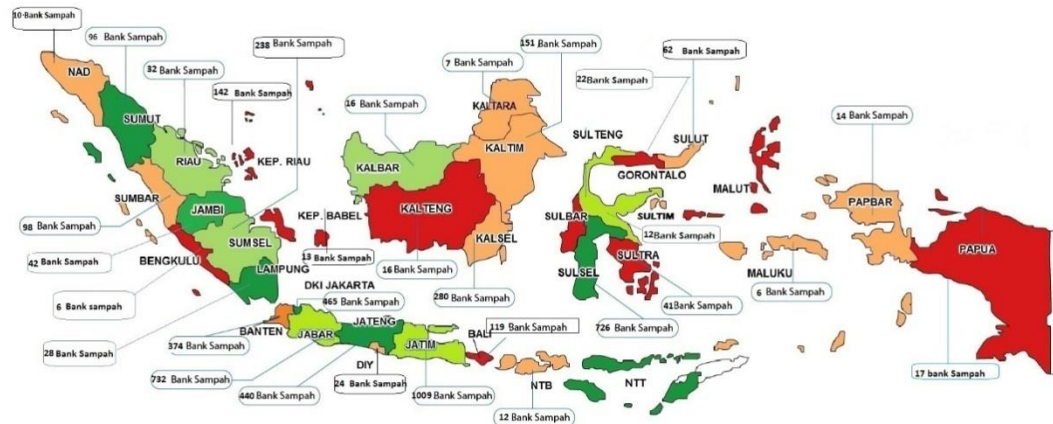 10 Bank Sampah
96 Bank Sampah
238 Bank Sampah
151 Bank Sampah
62 Bank Sampah
32 Bank Sampah
7 Bank Sampah
22 Bank Sampah
142 Bank Sampah
16 Bank Sampah
14 Bank Sampah
NAD
SUMUT
RIAU
KEP. RIAU
KALTARA
KALTIM
KALBAR
SULTENG
SULUT
GORONTALO
MALUT
PAPBAR
SUMBAR
JAMBI
KEP. BABEL
KALTENG
KALSEL
SULBAR
SULTIM
98 Bank Sampah
SUMSEL
12 Bank Sampah
PAPUA
42 Bank Sampah
BENGKULU
13 Bank Sampah
LAMPUNG
16 Bank Sampah
SULSEL
SULTRA
MALUKU
DKI JAKARTA
6 Bank sampah
280 Bank Sampah
41Bank Sampah
6 Bank Sampah
465 Bank Sampah
JATENG
BANTEN
JABAR
BALI
119 Bank Sampah
726 Bank Sampah
28 Bank Sampah
374 Bank Sampah
JATIM
DIY
732 Bank Sampah
24 Bank Sampah
NTB
NTT
17 bank Sampah
440 Bank Sampah
1009 Bank Sampah
12 Bank Sampah